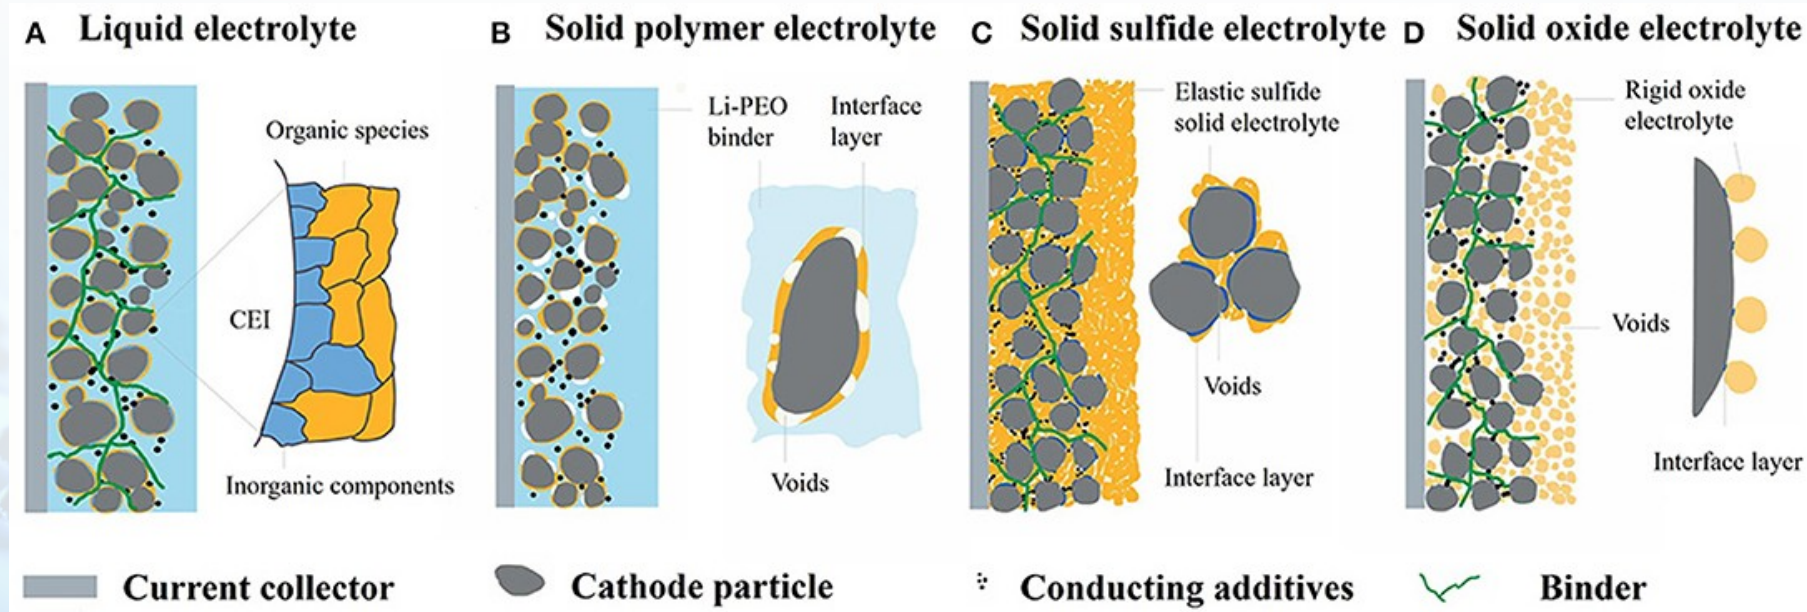 A Liquid electrolyte
B Solid polymer electrolyte
C Solid sulfide electrolyte
D Solid oxide electrolyte
Organic species
CEI
Inorganic components
Li-PEO
binder
Interface
layer
Voids
Elastic sulfide
solid electrolyte
Voids
Interface layer
Rigid oxide
electrolyte
Voids
Interface layer
Current collector
Cathode particle
Conducting additives
Binder